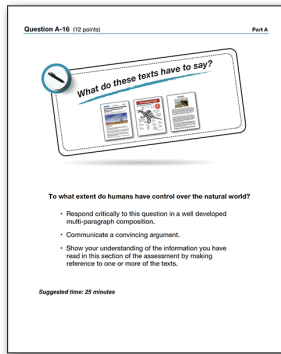 Question A-16 (12 points) Part A
What do these texts have to say?
To what extent do humans have control over the natural world?
• Respond critically to this question in a well developed
multi-paragraph composition.
• Communicate a convincing argument.
• Show your understanding of the information you have
read in this section of the assessment by making
reference to one or more of the texts.
Suggested time: 25 minutes